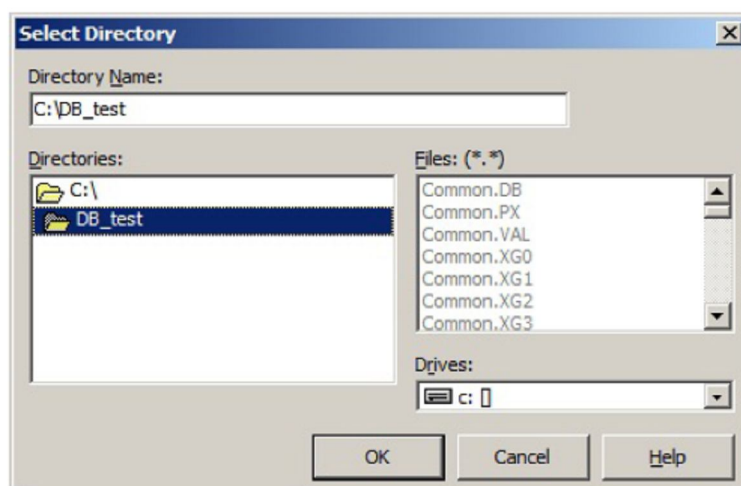 Select Directory
Directory Name:
C:\DB_test
Directories:
C:\
DB_test
Files: (*.*)
Common.DB
Common.PX
Common.VAL
Common.XG0
Common.XG1
Common.XG2
Common.XG3
Drives:
c: []
OK Cancel Help